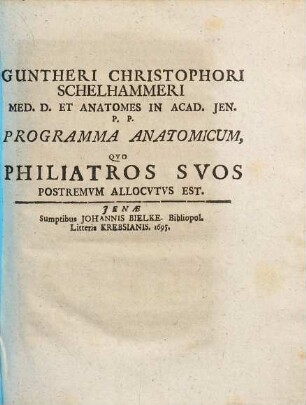 GUNTHERI CHRISTOPHORI
SCHELHAMMERI
MED. D. ET ANATOMES IN ACAD. JEN.
P. P.
PROGRAMMA ANATOMICUM,
QVO
PHILIATROS SVOS
POSTREMVM ALLOCVTVS EST.
JENÆ
Sumptibus JOHANNIS BIELKE. Bibliopol.
Litteris KREBSIANIS. 1695.